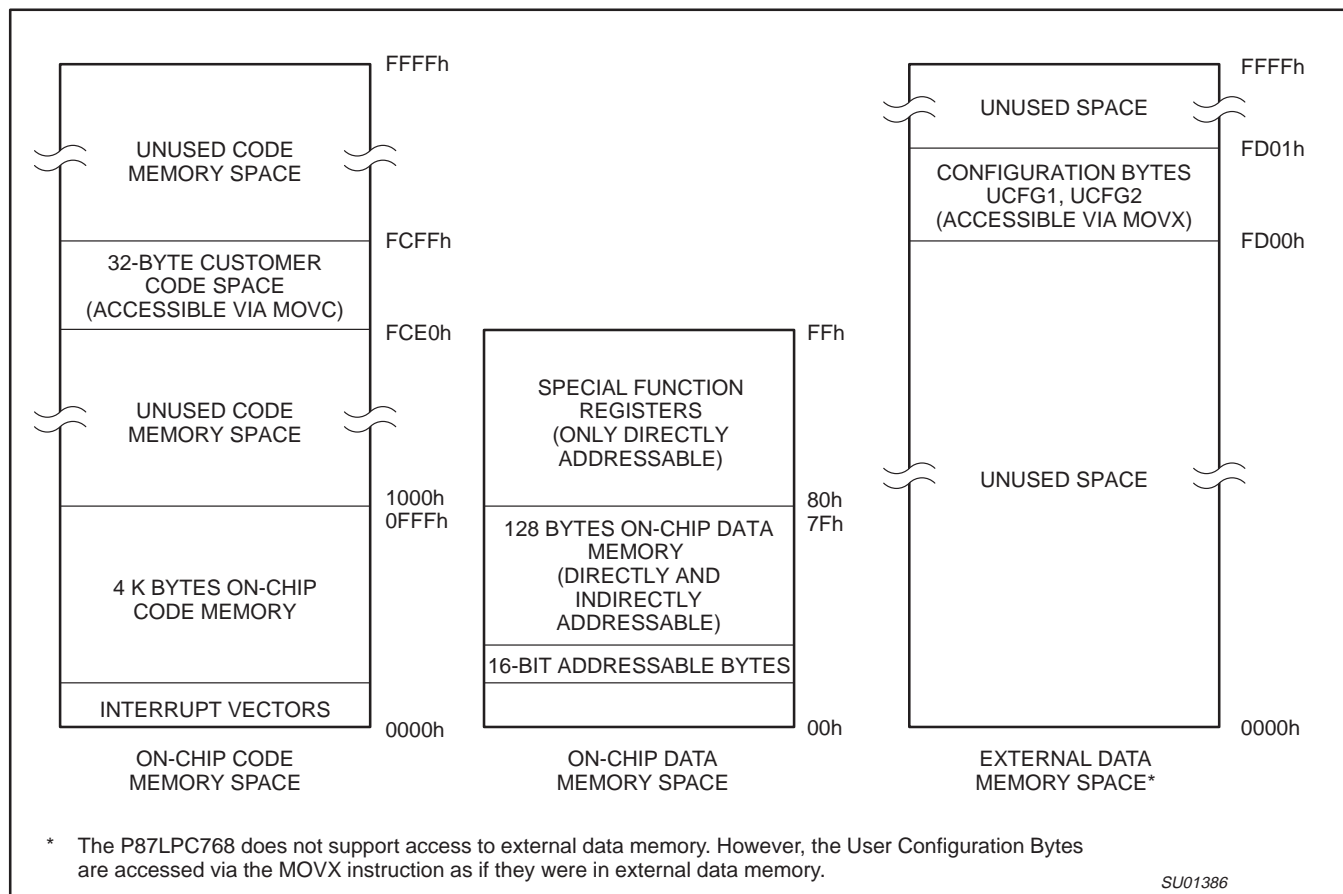 FFFFh
UNUSED CODE
MEMORY SPACE
FCFFh
32-BYTE CUSTOMER
CODE SPACE
(ACCESSIBLE VIA MOVC)
FCE0h
UNUSED CODE
MEMORY SPACE
1000h
0FFFh
4 K BYTES ON-CHIP
CODE MEMORY
INTERRUPT VECTORS
0000h
ON-CHIP CODE
MEMORY SPACE
FFh
SPECIAL FUNCTION
REGISTERS
(ONLY DIRECTLY
ADDRESSABLE)
80h
7Fh
128 BYTES ON-CHIP DATA
MEMORY
(DIRECTLY AND
INDIRECTLY
ADDRESSABLE)
16-BIT ADDRESSABLE BYTES
00h
ON-CHIP DATA
MEMORY SPACE
FFFFh
UNUSED SPACE
FD01h
CONFIGURATION BYTES
UCFG1, UCFG2
(ACCESSIBLE VIA MOVX)
FD00h
UNUSED SPACE
0000h
EXTERNAL DATA
MEMORY SPACE*
* The P87LPC768 does not support access to external data memory. However, the User Configuration Bytes
are accessed via the MOVX instruction as if they were in external data memory.
SU01386